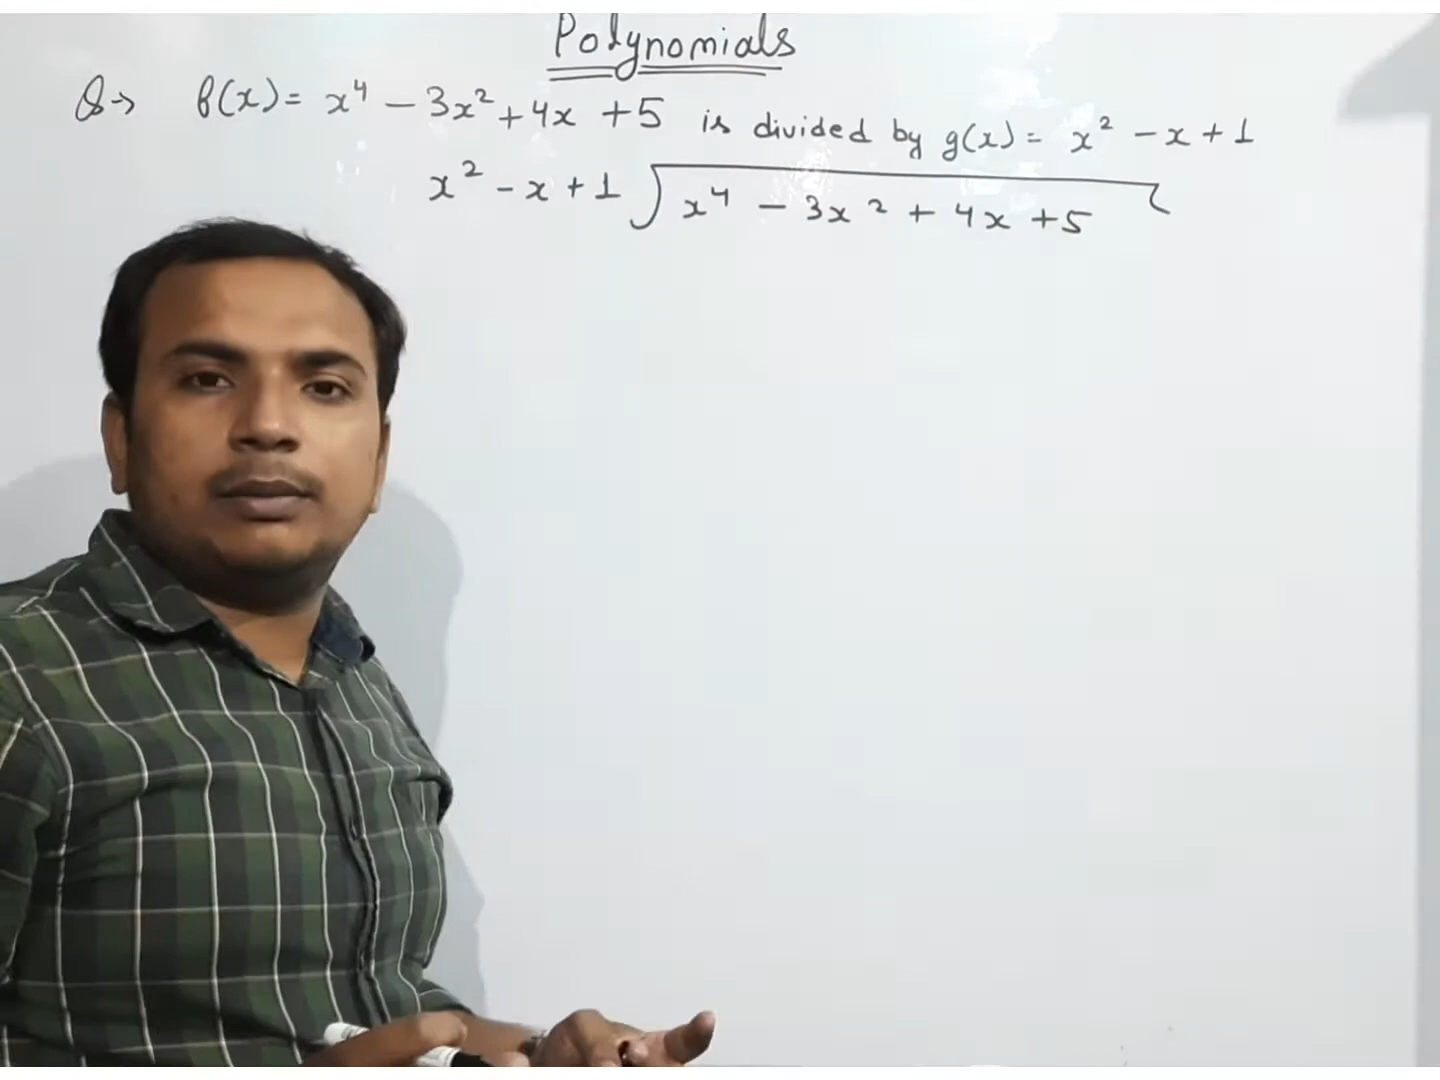 Polynomials
Q→ f(x) = x⁴ − 3x² + 4x + 5 is divided by g(x) = x² − x + 1
x² − x + 1 ) x⁴ − 3x² + 4x + 5 (